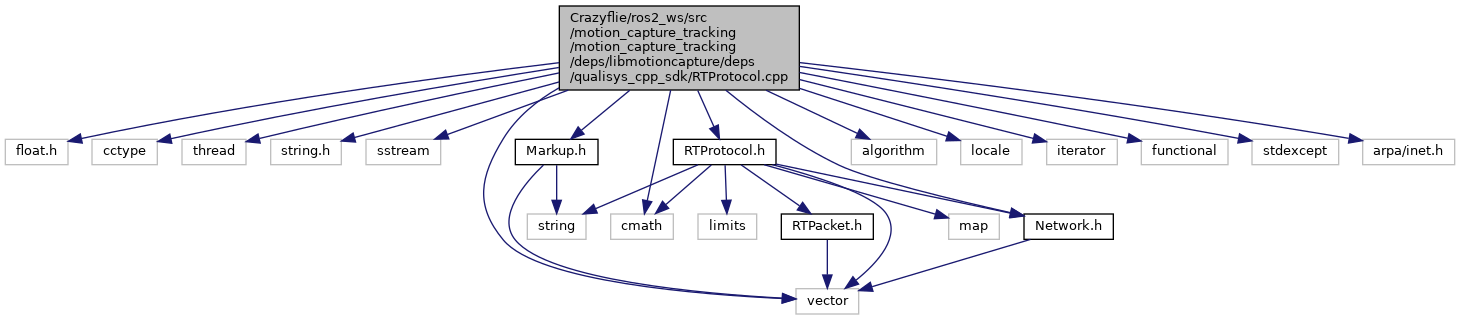 Crazyflie/ros2_ws/src
/motion_capture_tracking
/motion_capture_tracking
/deps/libmotioncapture/deps
/qualisys_cpp_sdk/RTProtocol.cpp
float.h
cctype
thread
string.h
sstream
Markup.h
RTProtocol.h
algorithm
locale
iterator
functional
stdexcept
arpa/inet.h
string
cmath
limits
RTPacket.h
map
Network.h
vector